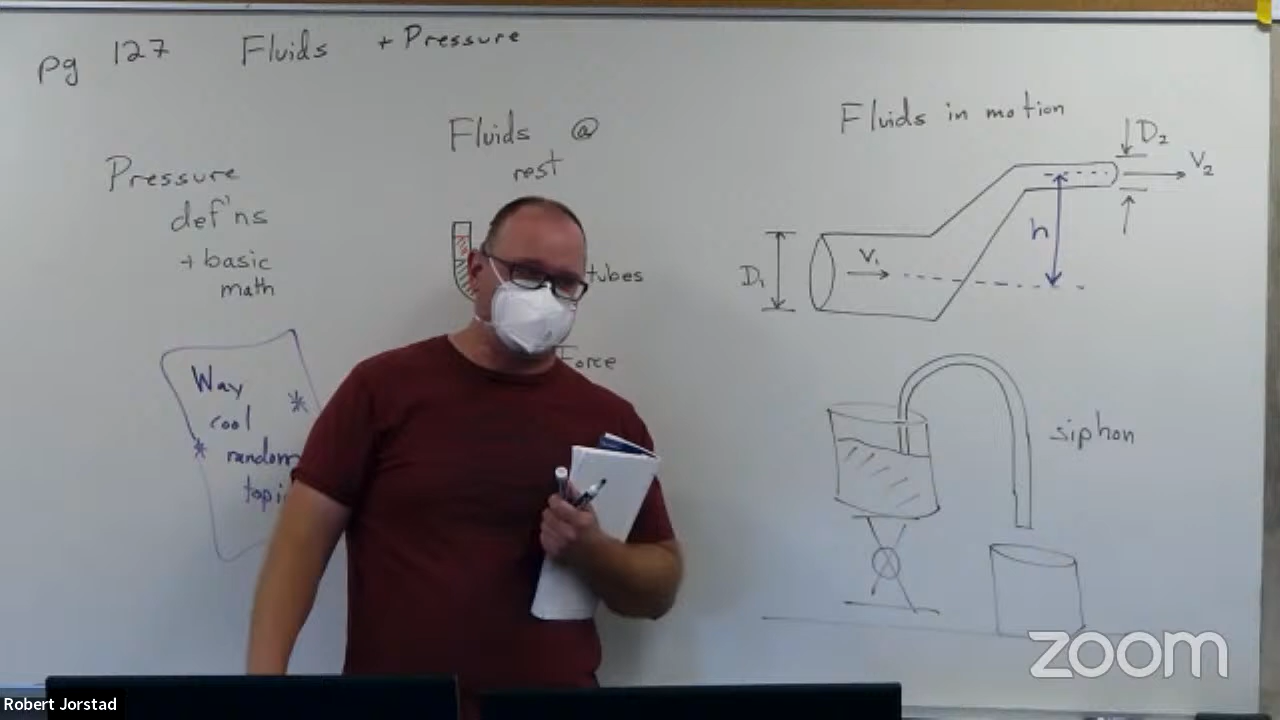 pg 127 Fluids + Pressure
Pressure
def'ns
+ basic
math
Way
cool
random
Fluids @
rest
tubes
Force
Fluids in motion
D₂
V₂
h
V₁
D₁
siphon
zoom
Robert Jorstad